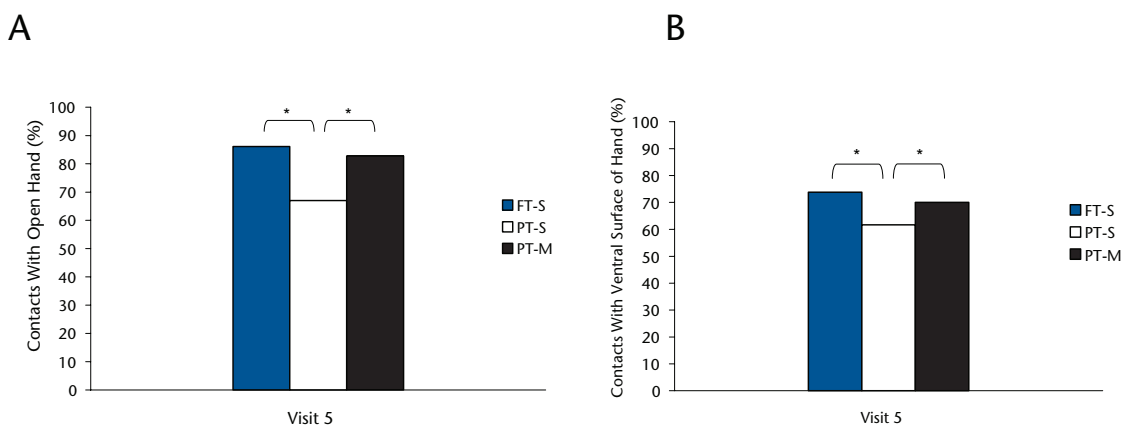 A
Contacts With Open Hand (%)
100
90
80
70
60
50
40
30
20
10
0
*
*
Visit 5
FT-S
PT-S
PT-M
B
Contacts With Ventral Surface of Hand (%)
100
90
80
70
60
50
40
30
20
10
0
*
*
Visit 5
FT-S
PT-S
PT-M